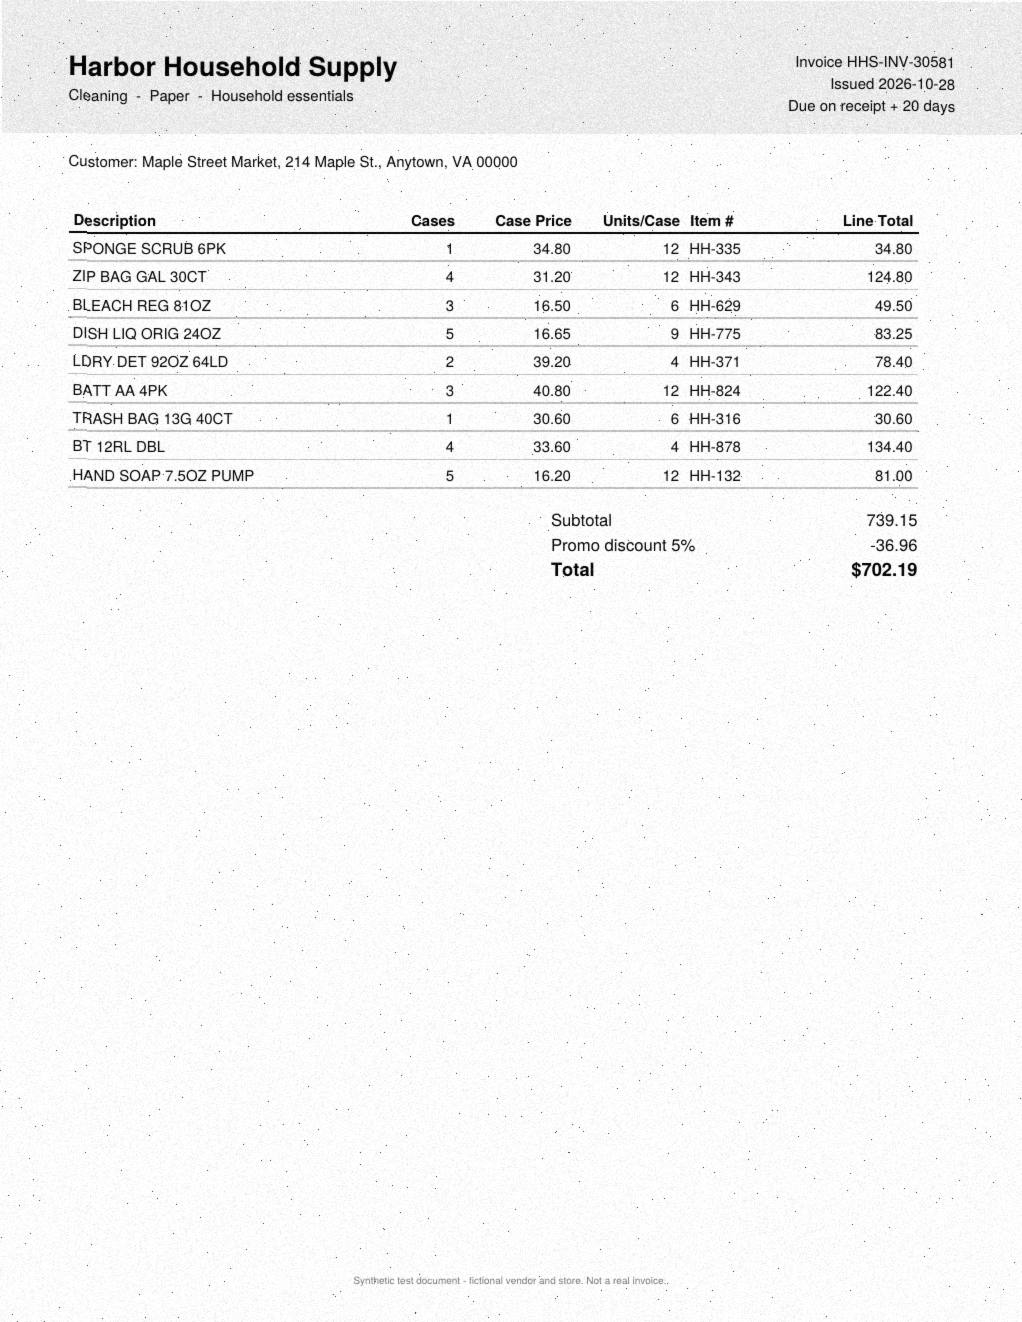 Harbor Household Supply
Cleaning - Paper - Household essentials
Invoice HHS-INV-30581
Issued 2026-10-28
Due on receipt + 20 days
Customer: Maple Street Market, 214 Maple St., Anytown, VA 00000
Description Cases Case Price Units/Case Item # Line Total
SPONGE SCRUB 6PK 1 34.80 12 HH-335 34.80
ZIP BAG GAL 30CT 4 31.20 12 HH-343 124.80
BLEACH REG 81OZ 3 16.50 6 HH-629 49.50
DISH LIQ ORIG 24OZ 5 16.65 9 HH-775 83.25
LDRY DET 92OZ 64LD 2 39.20 4 HH-371 78.40
BATT AA 4PK 3 40.80 12 HH-824 122.40
TRASH BAG 13G 40CT 1 30.60 6 HH-316 30.60
BT 12RL DBL 4 33.60 4 HH-878 134.40
HAND SOAP 7.5OZ PUMP 5 16.20 12 HH-132 81.00
Subtotal 739.15
Promo discount 5% -36.96
Total $702.19
Synthetic test document - fictional vendor and store. Not a real invoice.